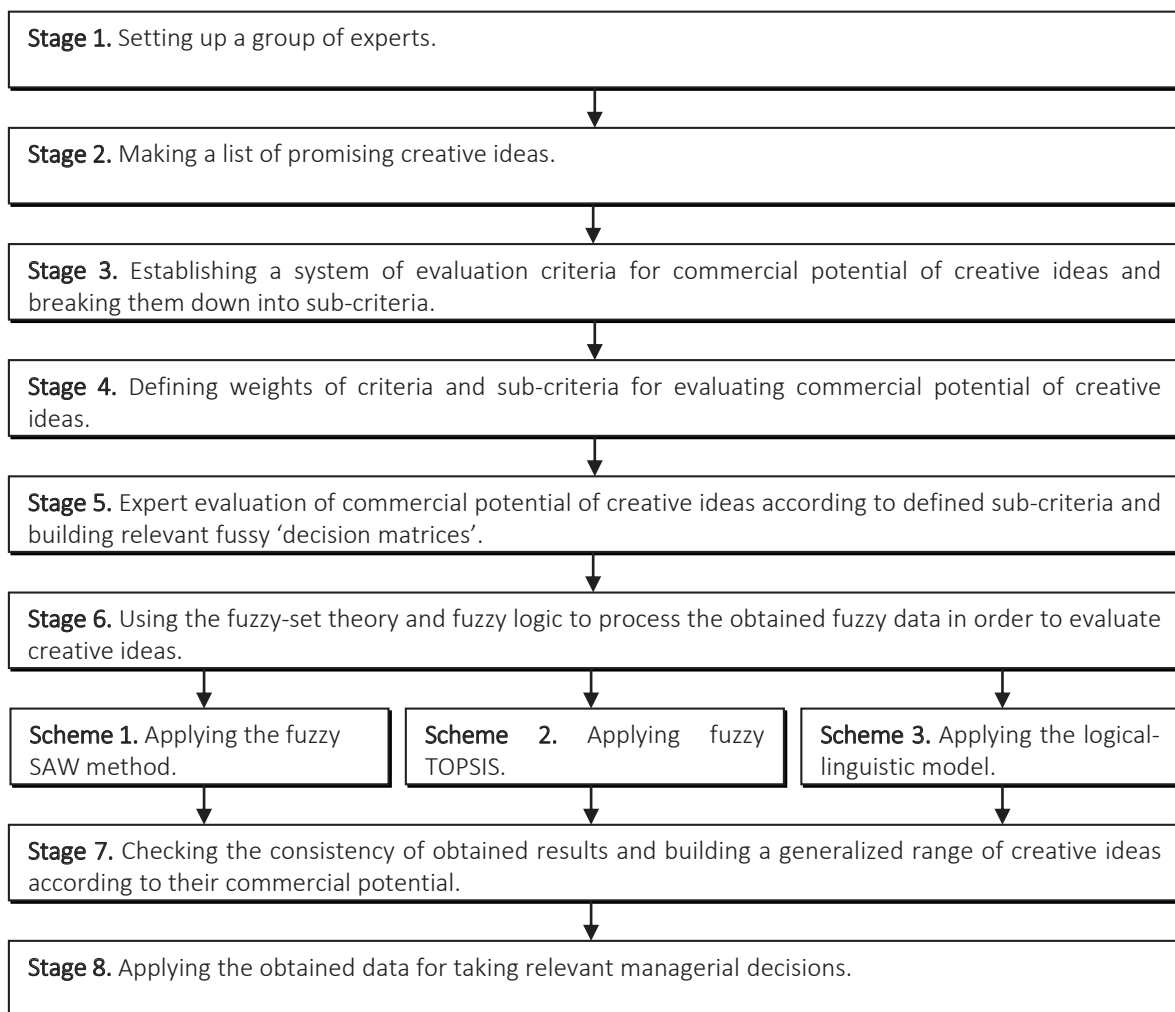 Stage 1. Setting up a group of experts.
Stage 2. Making a list of promising creative ideas.
Stage 3. Establishing a system of evaluation criteria for commercial potential of creative ideas and
breaking them down into sub-criteria.
Stage 4. Defining weights of criteria and sub-criteria for evaluating commercial potential of creative
ideas.
Stage 5. Expert evaluation of commercial potential of creative ideas according to defined sub-criteria and
building relevant fussy ‘decision matrices’.
Stage 6. Using the fuzzy-set theory and fuzzy logic to process the obtained fuzzy data in order to evaluate
creative ideas.
Scheme 1. Applying the fuzzy
SAW method.
Scheme 2. Applying fuzzy
TOPSIS.
Scheme 3. Applying the logical-
linguistic model.
Stage 7. Checking the consistency of obtained results and building a generalized range of creative ideas
according to their commercial potential.
Stage 8. Applying the obtained data for taking relevant managerial decisions.